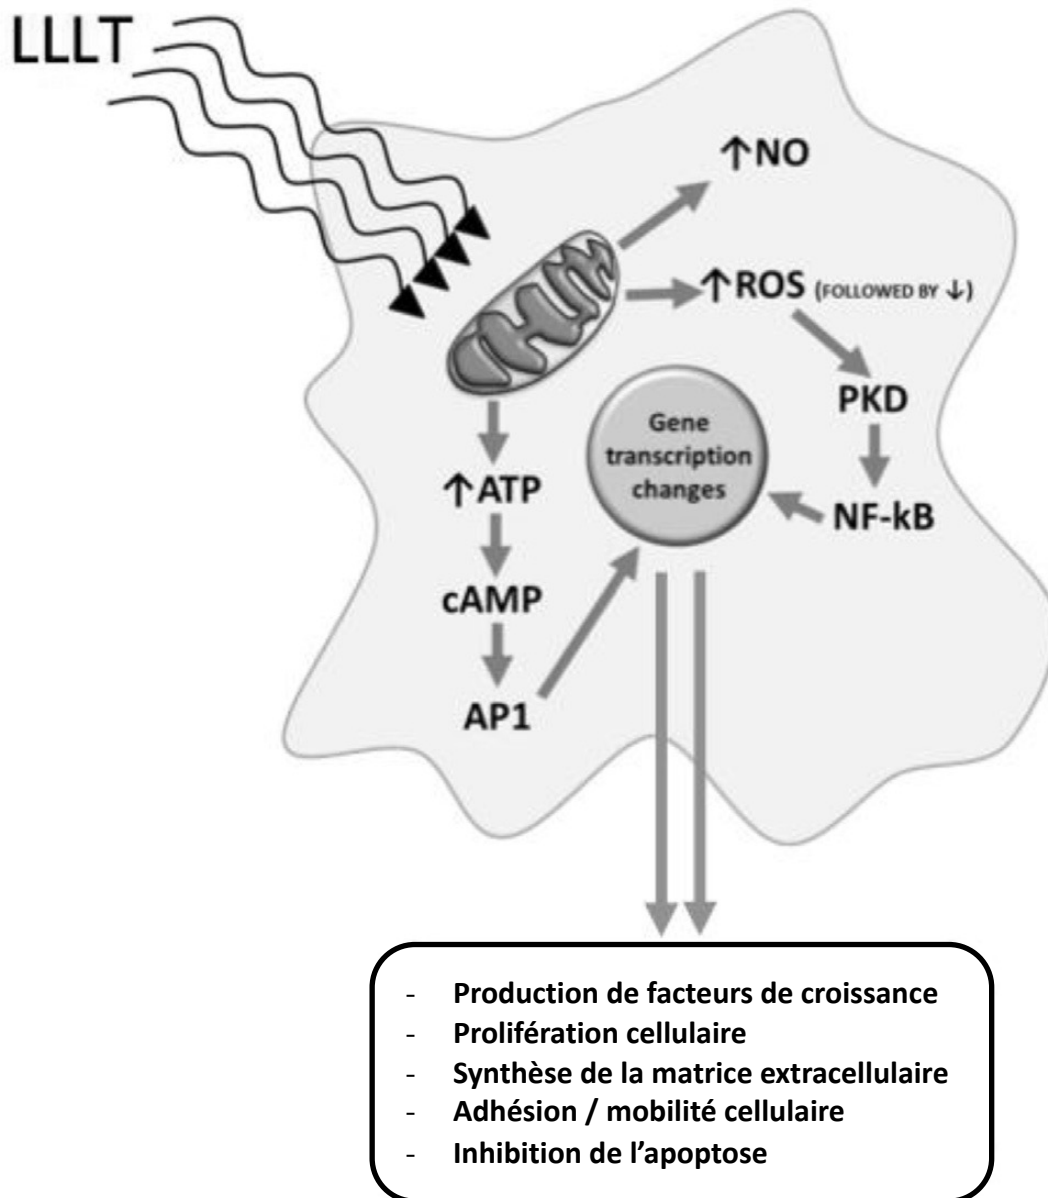 LLLT
↑NO
↑ROS (FOLLOWED BY ↓)
PKD
Gene
transcription
changes
↑ATP
NF-kB
cAMP
AP1
- Production de facteurs de croissance
- Prolifération cellulaire
- Synthèse de la matrice extracellulaire
- Adhésion / mobilité cellulaire
- Inhibition de l’apoptose